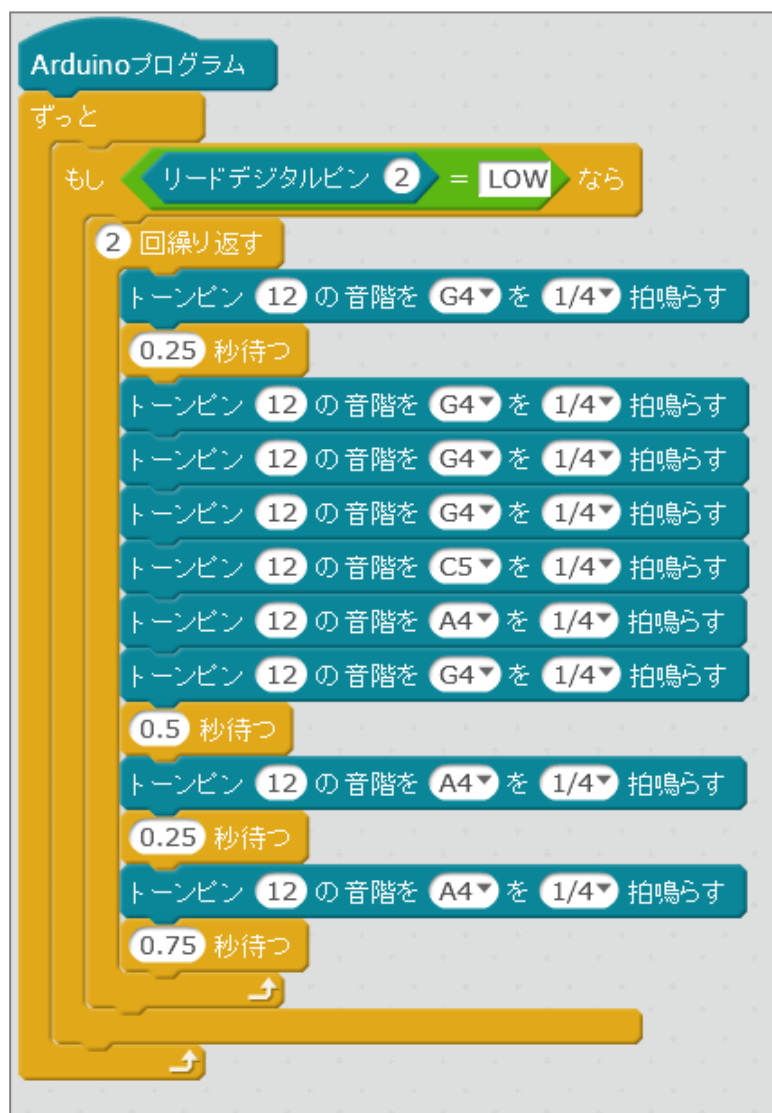 Arduinoプログラム
ずっと
もし リードデジタルピン 2 = LOW なら
2 回繰り返す
トーンピン 12 の 音階を G4 を 1/4 拍鳴らす
0.25 秒待つ
トーンピン 12 の 音階を G4 を 1/4 拍鳴らす
トーンピン 12 の 音階を G4 を 1/4 拍鳴らす
トーンピン 12 の 音階を G4 を 1/4 拍鳴らす
トーンピン 12 の 音階を C5 を 1/4 拍鳴らす
トーンピン 12 の 音階を A4 を 1/4 拍鳴らす
トーンピン 12 の 音階を G4 を 1/4 拍鳴らす
0.5 秒待つ
トーンピン 12 の 音階を A4 を 1/4 拍鳴らす
0.25 秒待つ
トーンピン 12 の 音階を A4 を 1/4 拍鳴らす
0.75 秒待つ